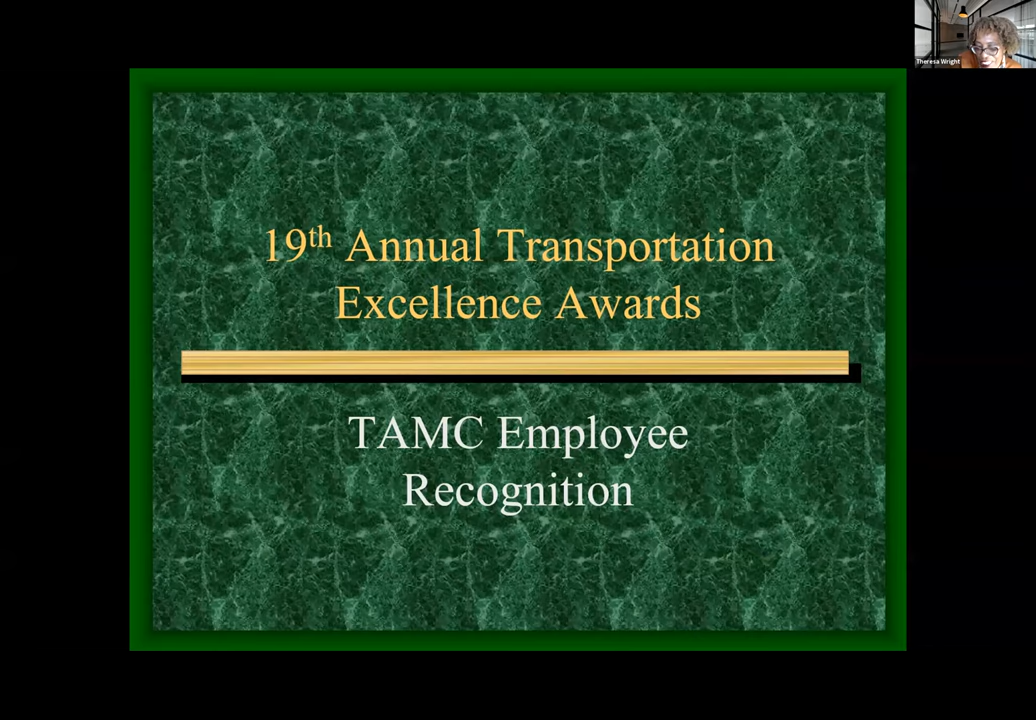 Theresa Wright
19th Annual Transportation
Excellence Awards
TAMC Employee
Recognition